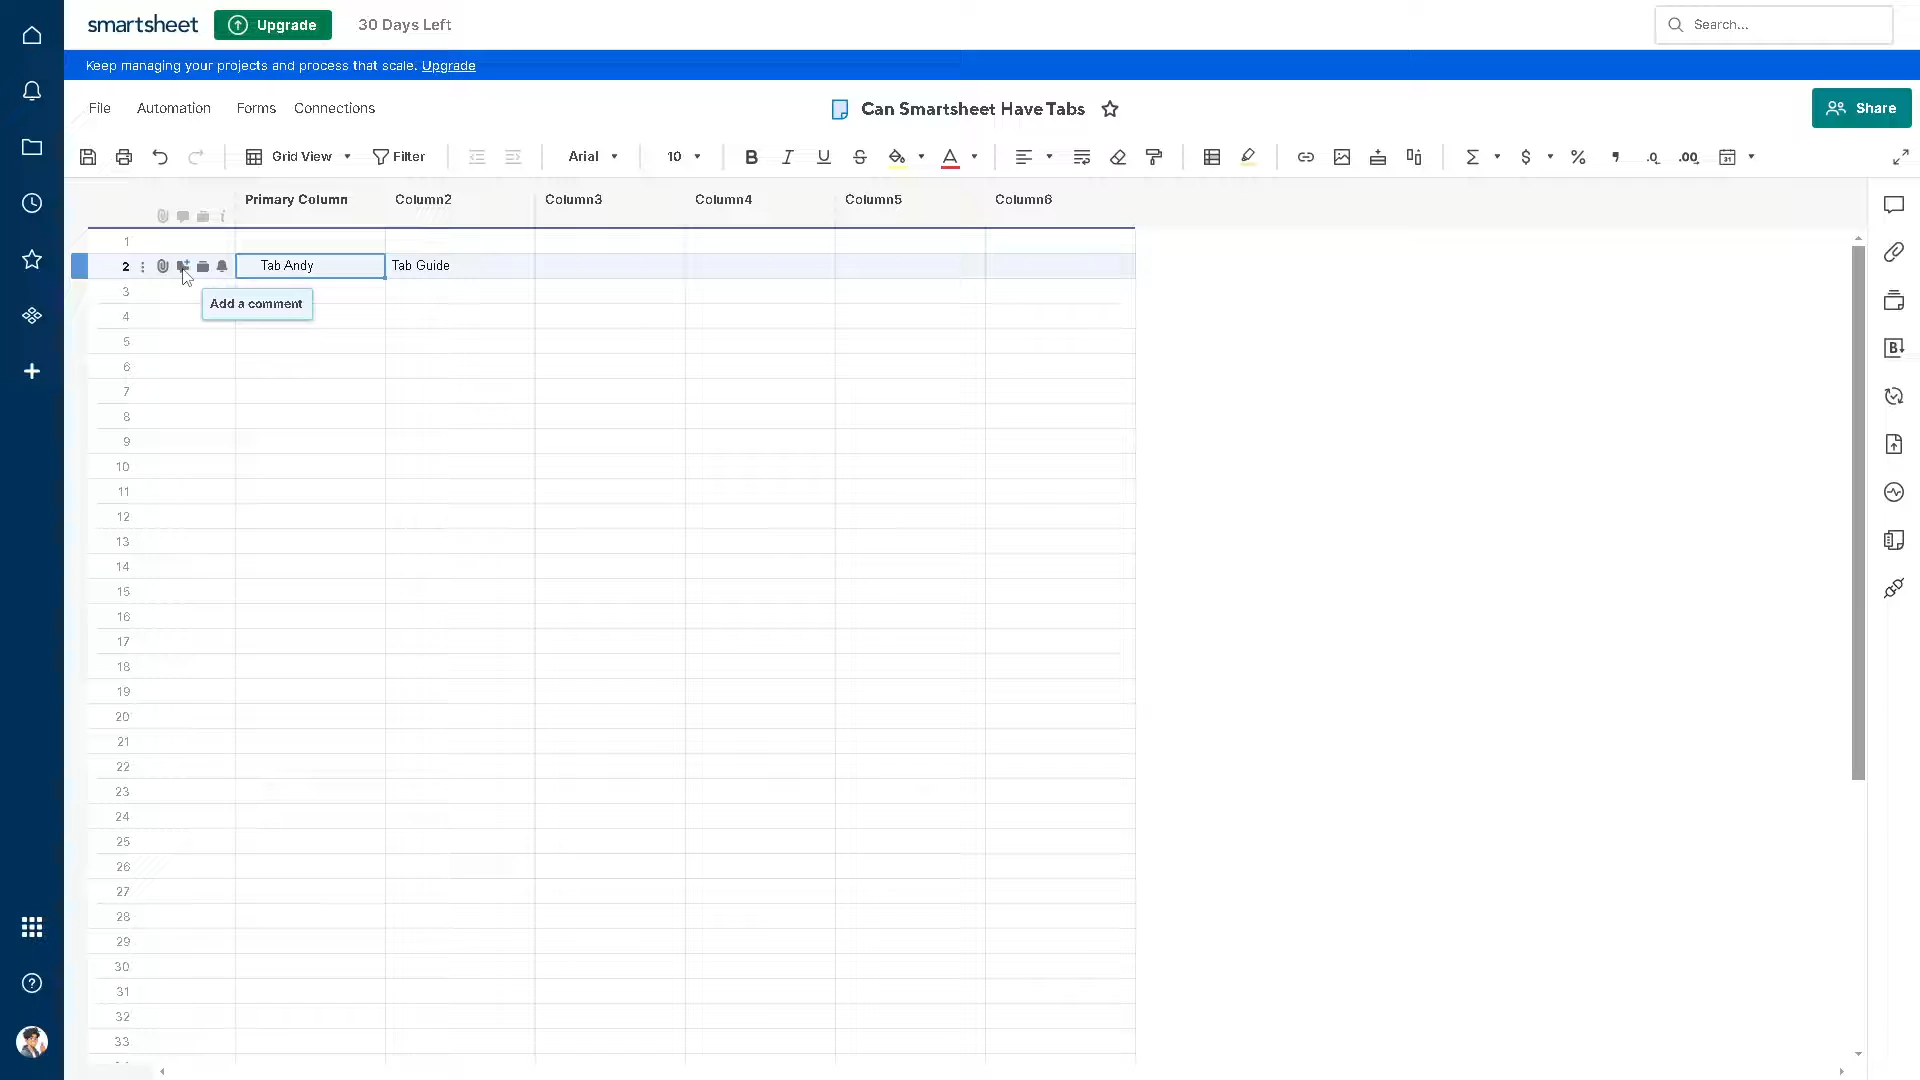 smartsheet
Upgrade
30 Days Left
Search...
Keep managing your projects and process that scale. Upgrade
File
Automation
Forms
Connections
Can Smartsheet Have Tabs
Share
Grid View
Filter
Arial
10
B
I
U
S
A
Σ
$
%
.0
.00
31
Primary Column
Column2
Column3
Column4
Column5
Column6
1
2
Tab Andy
Tab Guide
3
Add a comment
4
5
6
7
8
9
10
11
12
13
14
15
16
17
18
19
20
21
22
23
24
25
26
27
28
29
30
31
32
33